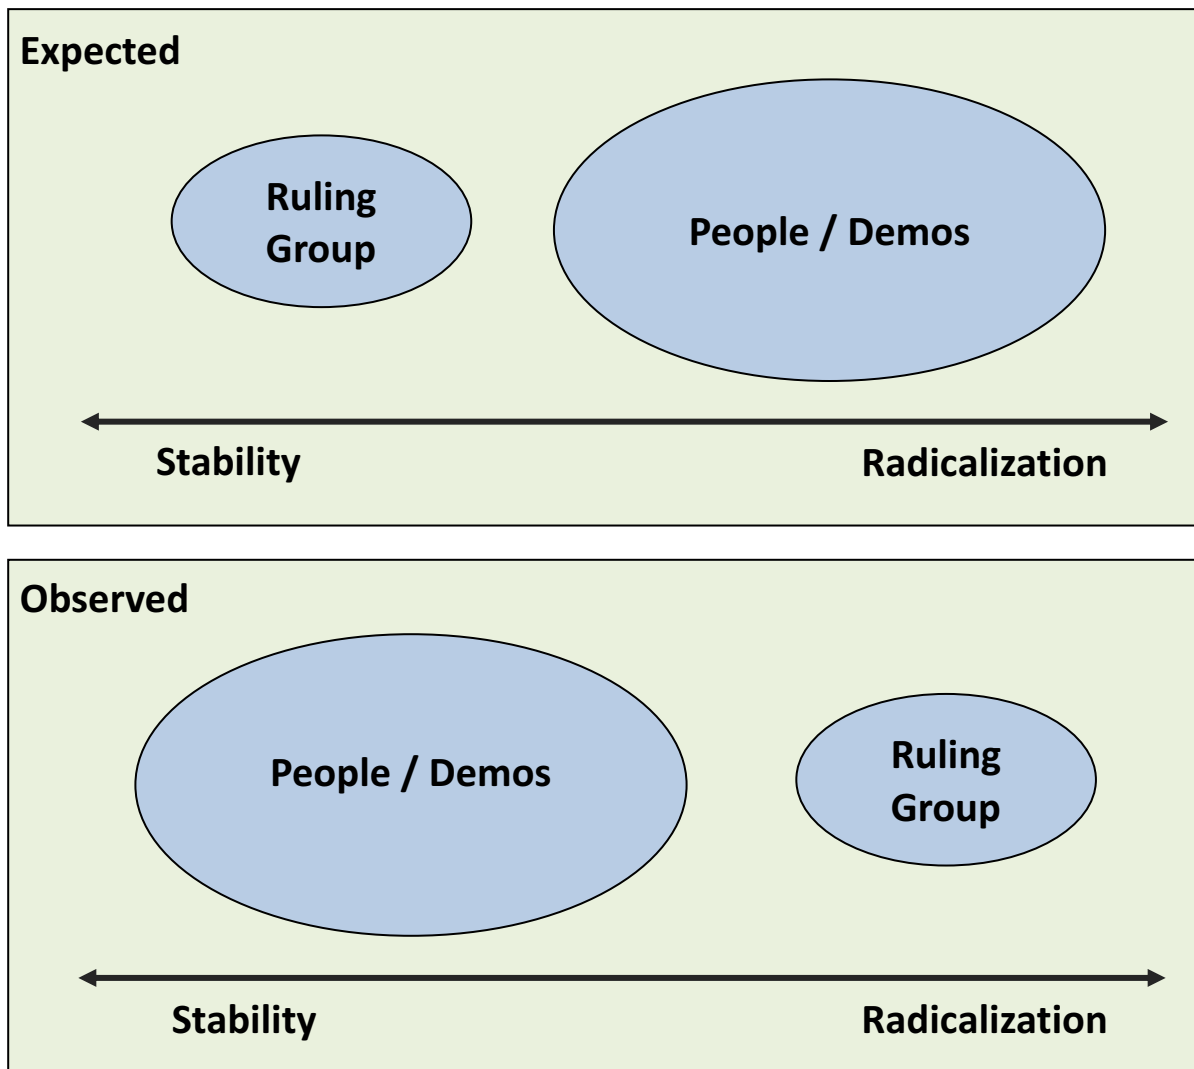 Expected
Ruling
Group
People / Demos
Stability
Radicalization
Observed
People / Demos
Ruling
Group
Stability
Radicalization